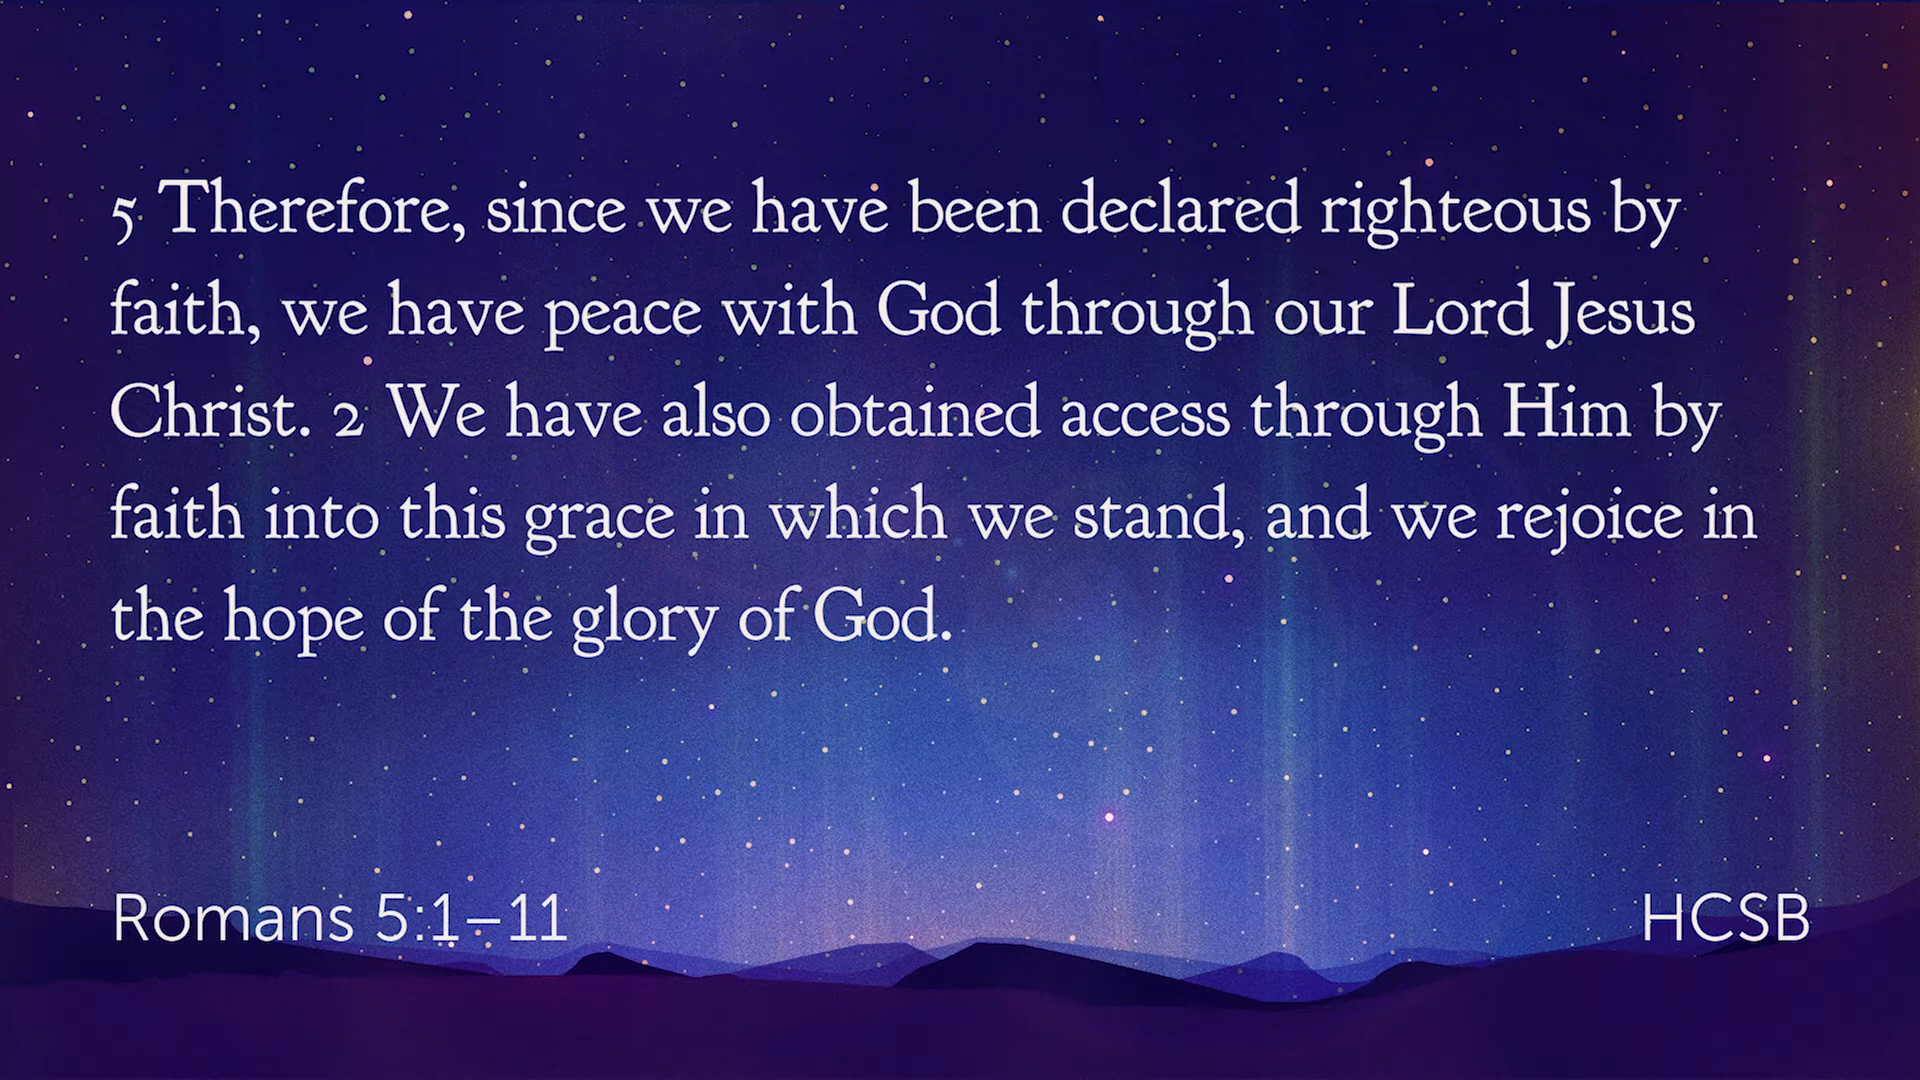 5 Therefore, since we have been declared righteous by
faith, we have peace with God through our Lord Jesus
Christ. 2 We have also obtained access through Him by
faith into this grace in which we stand, and we rejoice in
the hope of the glory of God.
Romans 5:1–11
HCSB